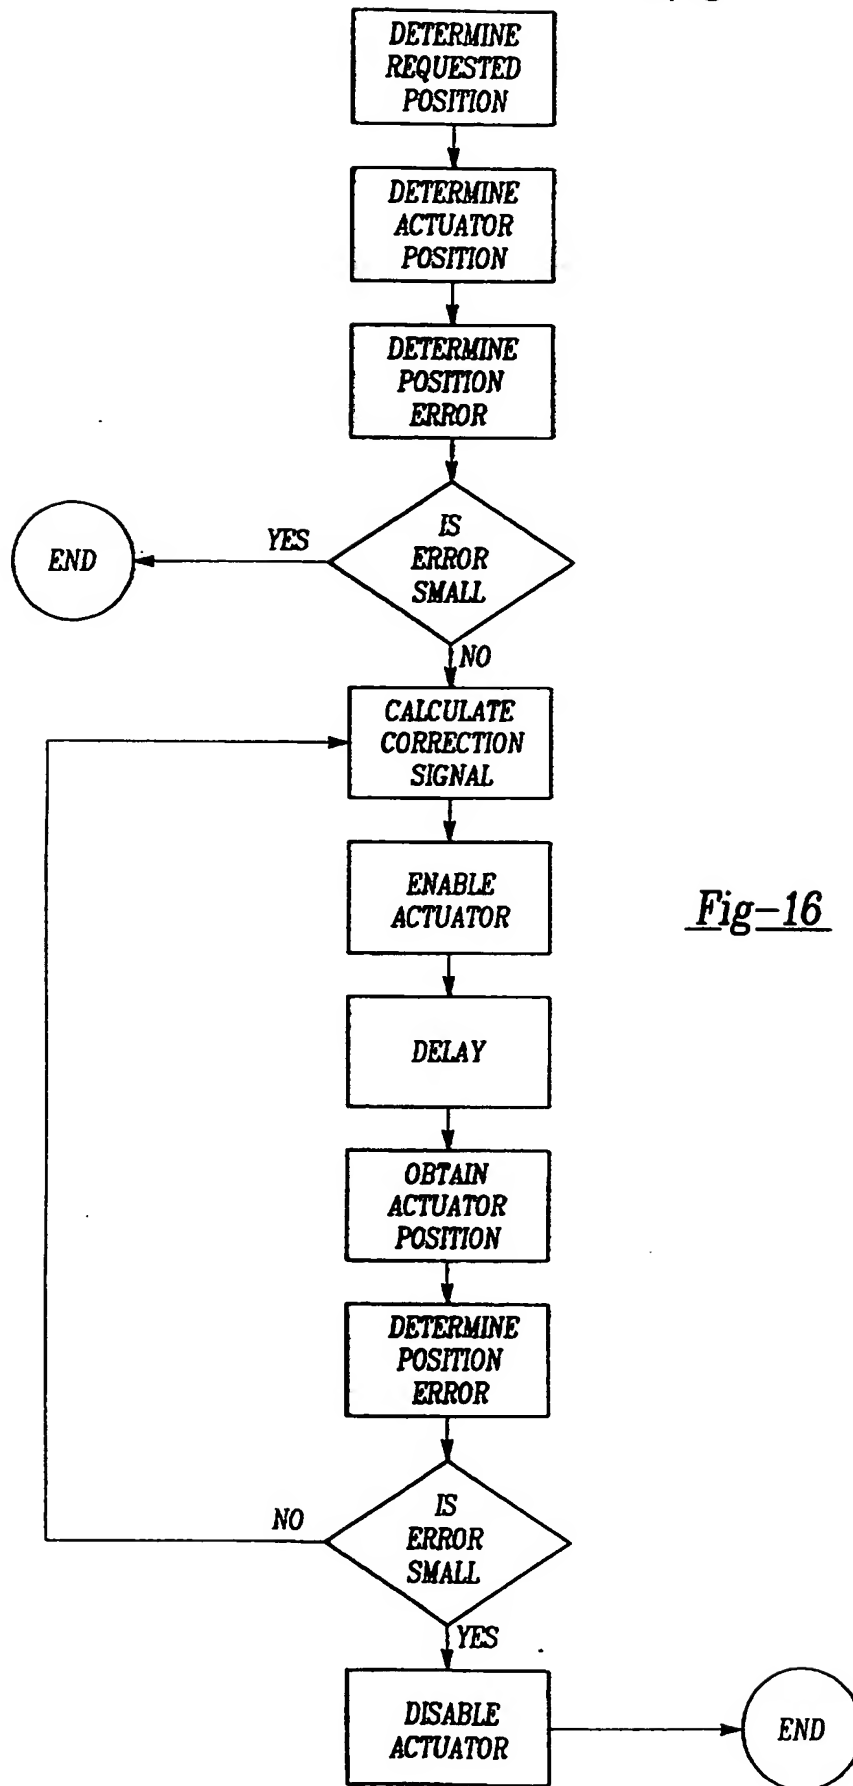 DETERMINE
REQUESTED
POSITION
DETERMINE
ACTUATOR
POSITION
DETERMINE
POSITION
ERROR
IS
ERROR
SMALL
YES
END
NO
CALCULATE
CORRECTION
SIGNAL
ENABLE
ACTUATOR
Fig-16
DELAY
OBTAIN
ACTUATOR
POSITION
DETERMINE
POSITION
ERROR
IS
ERROR
SMALL
NO
YES
DISABLE
ACTUATOR
END